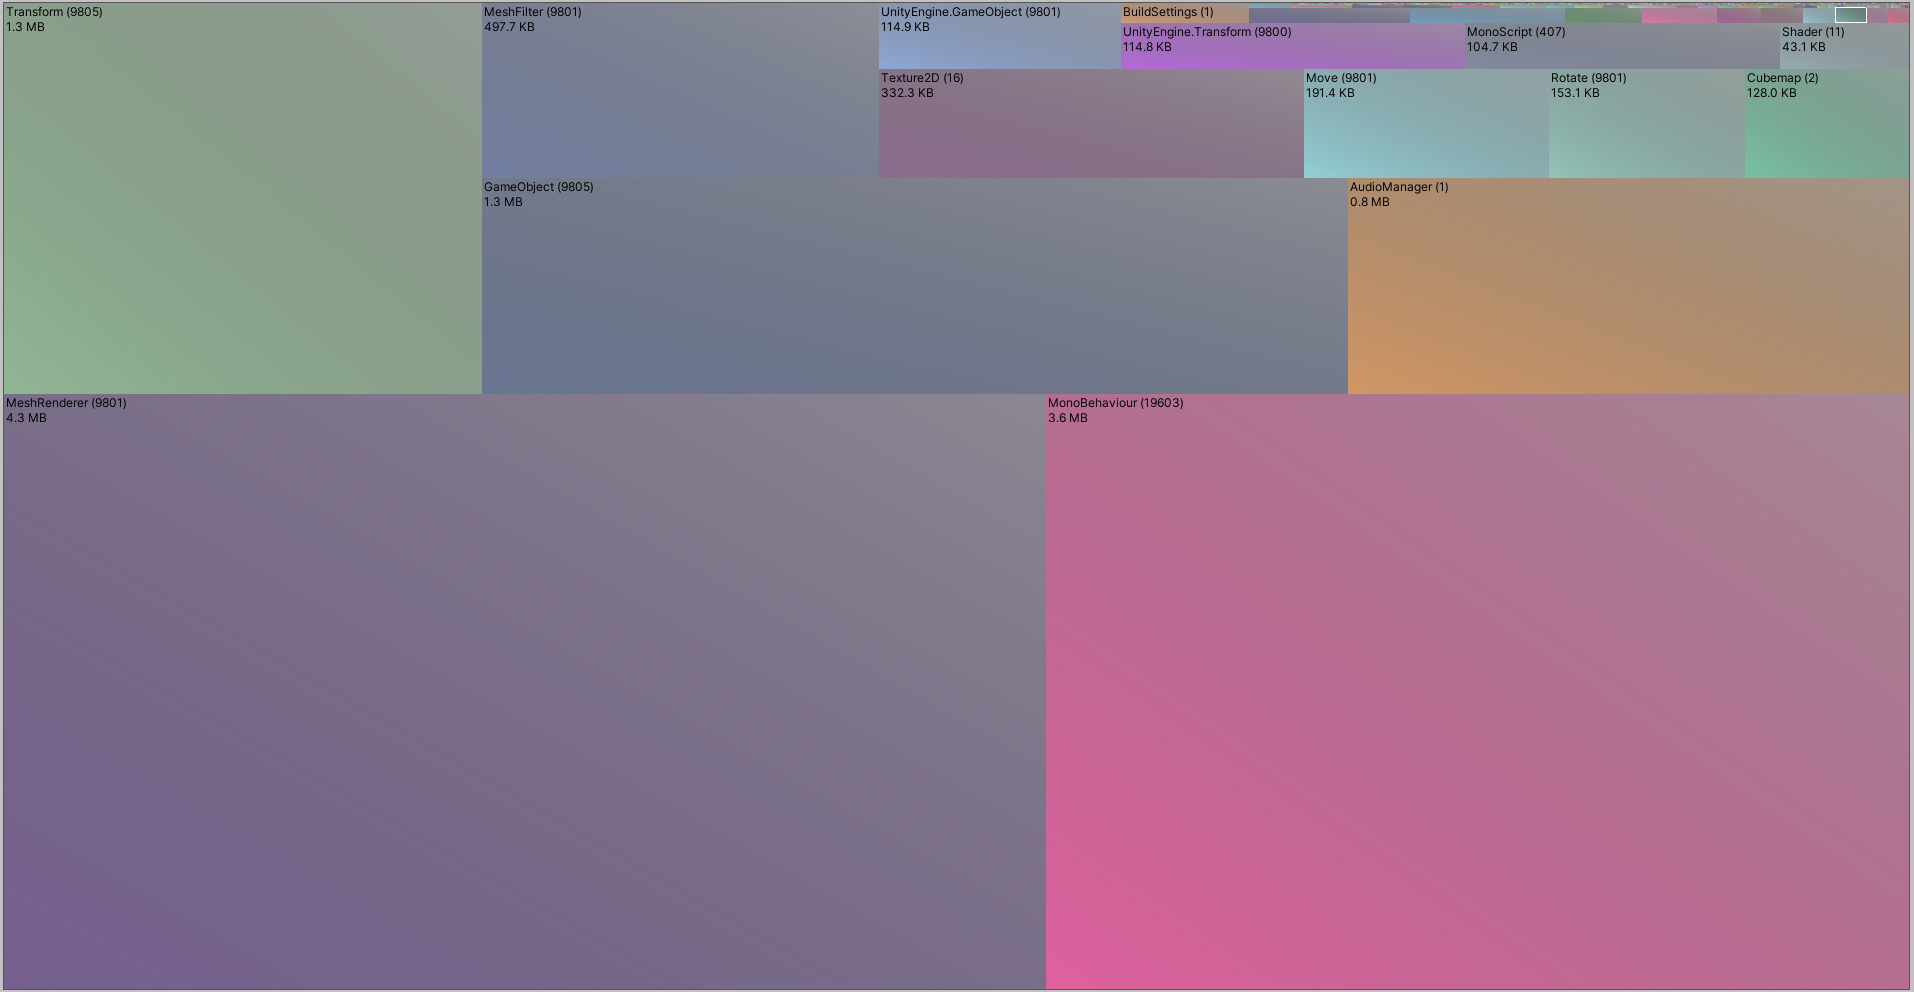 Transform (9805)
1.3 MB
MeshFilter (9801)
497.7 KB
UnityEngine.GameObject (9801)
114.9 KB
BuildSettings (1)
UnityEngine.Transform (9800)
114.8 KB
MonoScript (407)
104.7 KB
Shader (11)
43.1 KB
Texture2D (16)
332.3 KB
Move (9801)
191.4 KB
Rotate (9801)
153.1 KB
Cubemap (2)
128.0 KB
GameObject (9805)
1.3 MB
AudioManager (1)
0.8 MB
MeshRenderer (9801)
4.3 MB
MonoBehaviour (19603)
3.6 MB